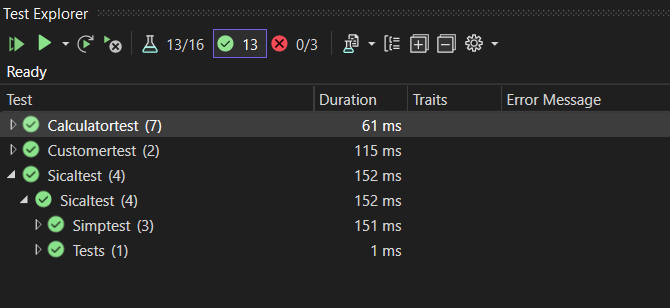 Test Explorer
13/16 13 0/3
Ready
Test Duration Traits Error Message
Calculatortest (7) 61 ms
Customertest (2) 115 ms
Sicaltest (4) 152 ms
Sicaltest (4) 152 ms
Simptest (3) 151 ms
Tests (1) 1 ms